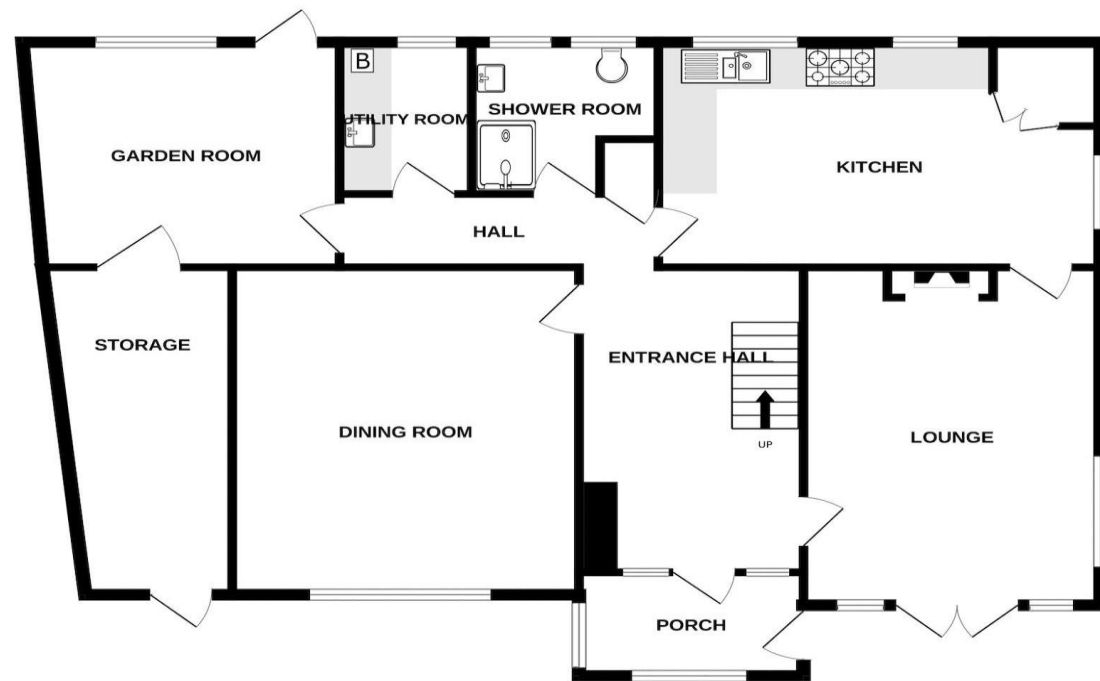 B
UTILITY ROOM
SHOWER ROOM
GARDEN ROOM
KITCHEN
HALL
STORAGE
ENTRANCE HALL
DINING ROOM
LOUNGE
UP
PORCH